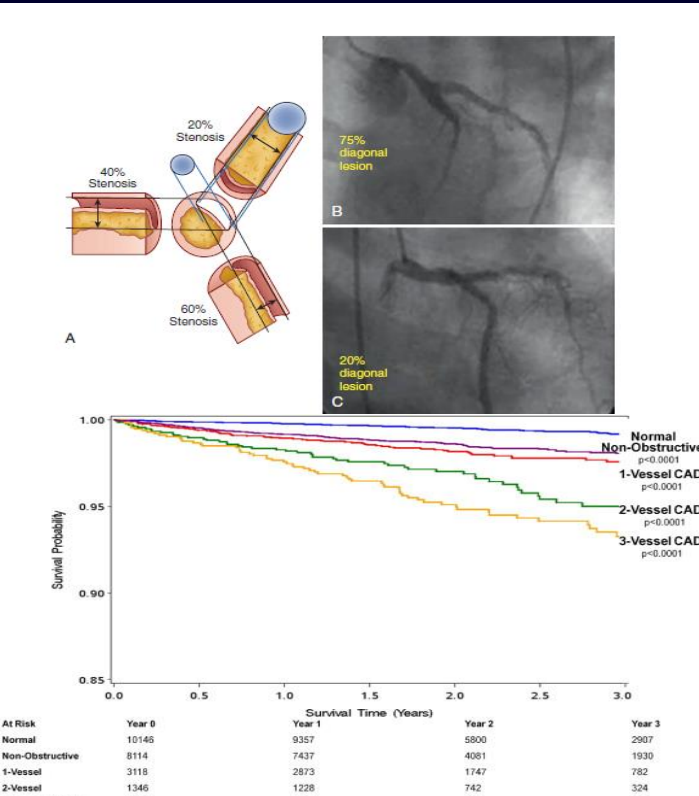 20%
Stenosis
40%
Stenosis
60%
Stenosis
A
75%
diagonal
lesion
B
20%
diagonal
lesion
C
1.00
0.95
0.90
0.85
Survival Probability
0.0 0.5 1.0 1.5 2.0 2.5 3.0
Survival Time (Years)
Normal
Non-Obstructive
p<0.0001
1-Vessel CAD
p<0.0001
2-Vessel CAD
p<0.0001
3-Vessel CAD
p<0.0001
At Risk Year 0 Year 1 Year 2 Year 3
Normal 10146 9357 5800 2907
Non-Obstructive 8114 7437 4081 1930
1-Vessel 3118 2873 1747 782
2-Vessel 1346 1228 742 324